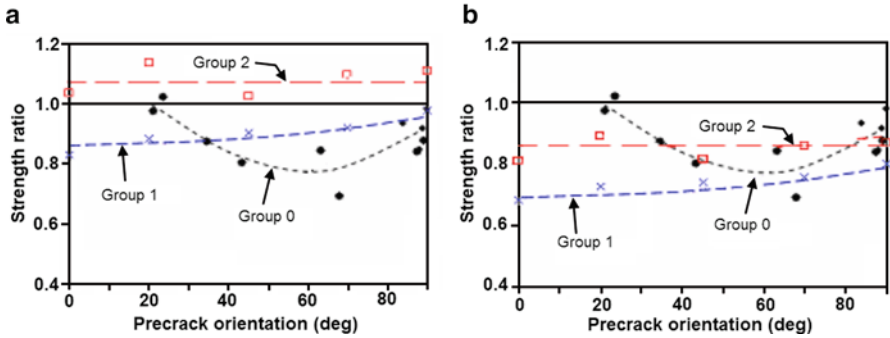 a
1.2
1.0
0.8
0.6
0.4
Strength ratio
0
20
40
60
80
Precrack orientation (deg)
Group 2
Group 1
Group 0
b
1.2
1.0
0.8
0.6
0.4
Strength ratio
0
20
40
60
80
Precrack orientation (deg)
Group 2
Group 0
Group 1